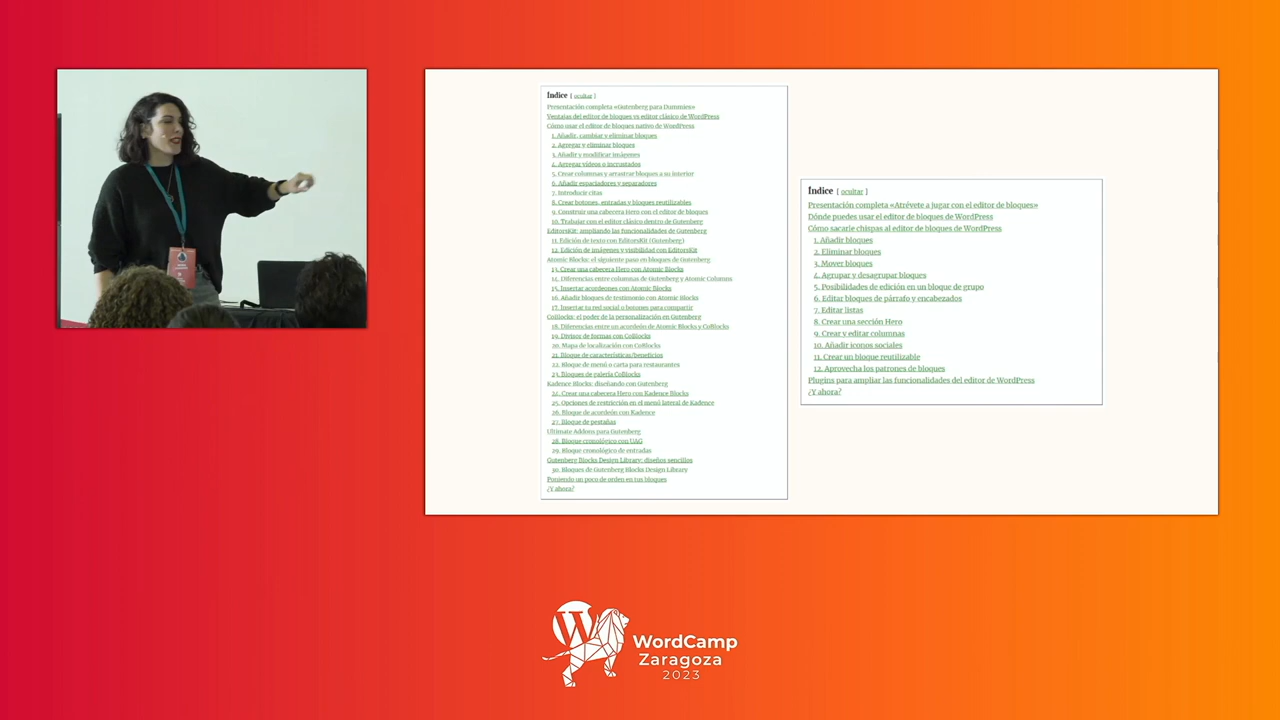 Índice [ ocultar ]
Presentación completa «Gutenberg para Dummies»
Ventajas del editor de bloques vs editor clásico de WordPress
Cómo usar el editor de bloques nativo de WordPress
1. Añadir, cambiar y eliminar bloques
2. Agregar y eliminar bloques
3. Añadir y modificar imágenes
4. Agregar vídeos o incrustados
5. Crear columnas y arrastrar bloques a su interior
6. Añadir espaciadores y separadores
7. Introducir citas
8. Crear botones, entradas y bloques reutilizables
9. Construir una cabecera Hero con el editor de bloques
10. Trabajar con el editor clásico dentro de Gutenberg
EditorsKit: ampliando las funcionalidades de Gutenberg
11. Edición de texto con EditorsKit (Gutenberg)
12. Edición de imágenes y visibilidad con EditorsKit
Atomic Blocks: el siguiente paso en bloques de Gutenberg
13. Crear una cabecera Hero con Atomic Blocks
14. Diferencias entre columnas de Gutenberg y Atomic Columns
15. Insertar acordeones con Atomic Blocks
16. Añadir bloques de testimonio con Atomic Blocks
17. Insertar tu red social o botones para compartir
CoBlocks: el poder de la personalización en Gutenberg
18. Diferencias entre un acordeón de Atomic Blocks y CoBlocks
19. Divisor de formas con CoBlocks
20. Mapa de localización con CoBlocks
21. Bloque de características/beneficios
22. Bloque de menú o carta para restaurantes
23. Bloques de galería CoBlocks
Kadence Blocks: diseñando con Gutenberg
24. Crear una cabecera Hero con Kadence Blocks
25. Opciones de restricción en el menú lateral de Kadence
26. Bloque de acordeón con Kadence
27. Bloque de pestañas
Ultimate Addons para Gutenberg
28. Bloque cronológico con UAG
29. Bloque cronológico de entradas
Gutenberg Blocks Design Library: diseños sencillos
30. Bloques de Gutenberg Blocks Design Library
Poniendo un poco de orden en tus bloques
¿Y ahora?
Índice [ ocultar ]
Presentación completa «Atrévete a jugar con el editor de bloques»
Dónde puedes usar el editor de bloques de WordPress
Cómo sacarle chispas al editor de bloques de WordPress
1. Añadir bloques
2. Eliminar bloques
3. Mover bloques
4. Agrupar y desagrupar bloques
5. Posibilidades de edición en un bloque de grupo
6. Editar bloques de párrafo y encabezados
7. Editar listas
8. Crear una sección Hero
9. Crear y editar columnas
10. Añadir iconos sociales
11. Crear un bloque reutilizable
12. Aprovecha los patrones de bloques
Plugins para ampliar las funcionalidades del editor de WordPress
¿Y ahora?
WordCamp
Zaragoza
2023